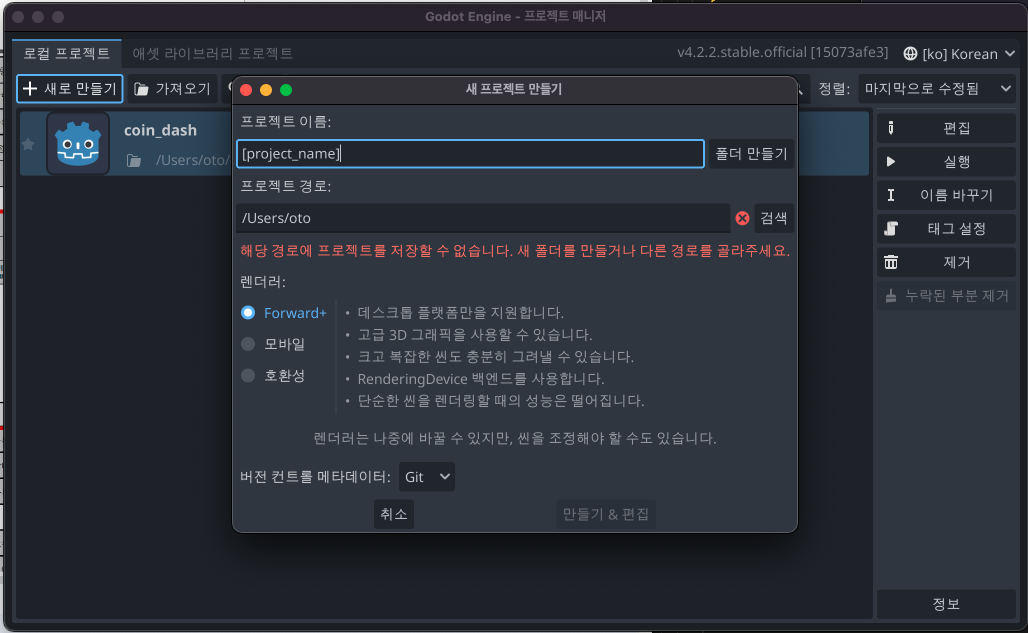 Godot Engine - 프로젝트 매니저
로컬 프로젝트 애셋 라이브러리 프로젝트 v4.2.2.stable.official [15073afe3] [ko] Korean
새로 만들기 가져오기 정렬: 마지막으로 수정됨
coin_dash
/Users/oto/
새 프로젝트 만들기
프로젝트 이름:
[project_name] 폴더 만들기
프로젝트 경로:
/Users/oto 검색
해당 경로에 프로젝트를 저장할 수 없습니다. 새 폴더를 만들거나 다른 경로를 골라주세요.
렌더러:
Forward+
모바일
호환성
• 데스크톱 플랫폼만을 지원합니다.
• 고급 3D 그래픽을 사용할 수 있습니다.
• 크고 복잡한 씬도 충분히 그려낼 수 있습니다.
• RenderingDevice 백엔드를 사용합니다.
• 단순한 씬을 렌더링할 때의 성능은 떨어집니다.
렌더러는 나중에 바꿀 수 있지만, 씬을 조정해야 할 수도 있습니다.
버전 컨트롤 메타데이터: Git
취소 만들기 & 편집
편집
실행
이름 바꾸기
태그 설정
제거
누락된 부분 제거
정보